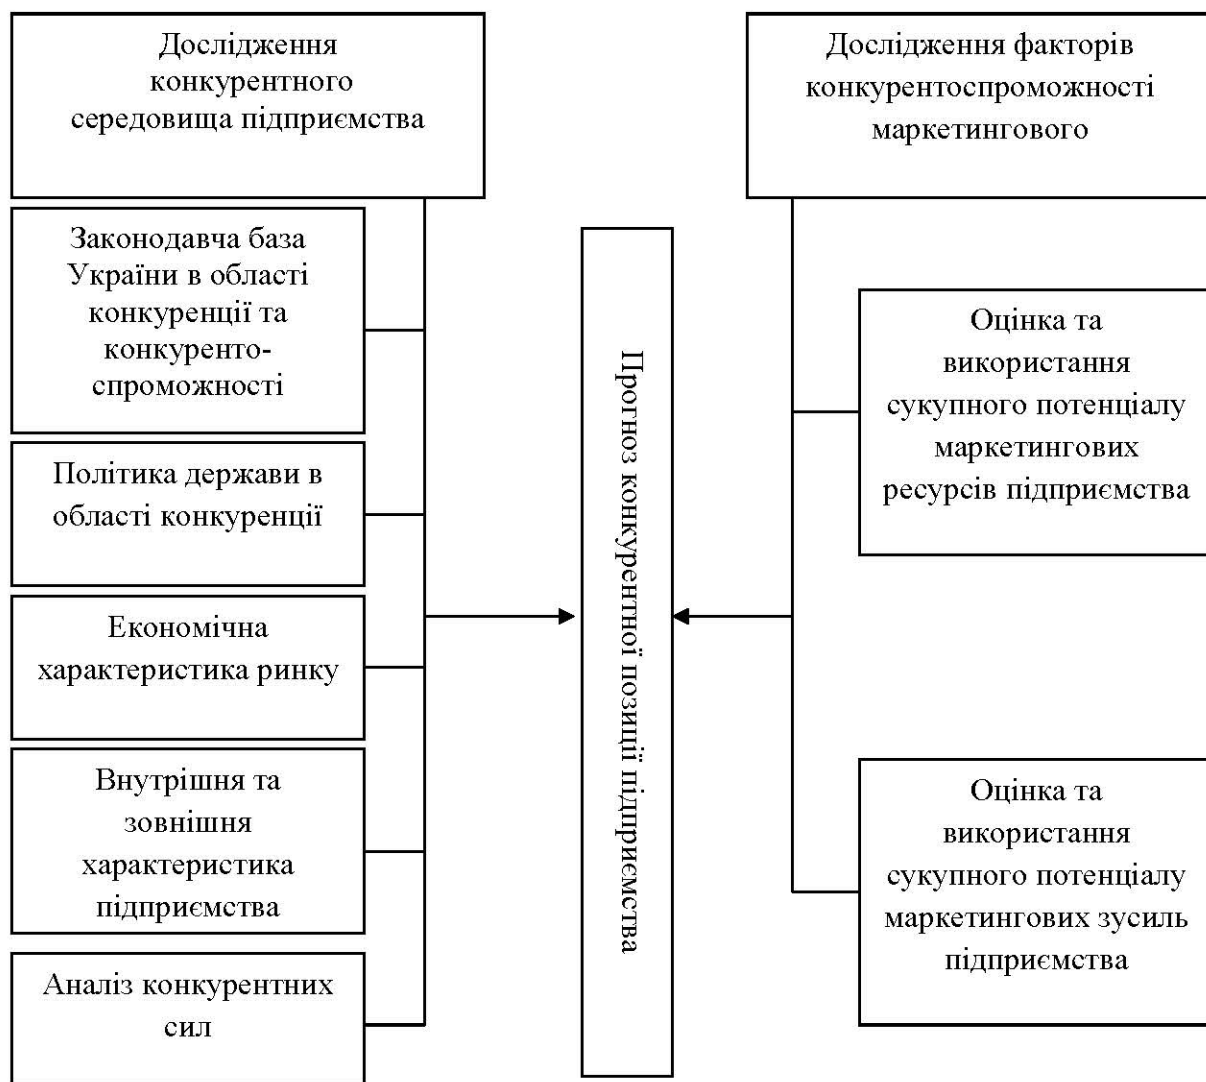 Дослідження
конкурентного
середовища підприємства
Законодавча база
України в області
конкуренції та
конкуренто-
спроможності
Політика держави в
області конкуренції
Економічна
характеристика ринку
Внутрішня та
зовнішня
характеристика
підприємства
Аналіз конкурентних
сил
Прогноз конкурентної позиції підприємства
Дослідження факторів
конкурентоспроможності
маркетингового
Оцінка та
використання
сукупного потенціалу
маркетингових
ресурсів підприємства
Оцінка та
використання
сукупного потенціалу
маркетингових зусиль
підприємства